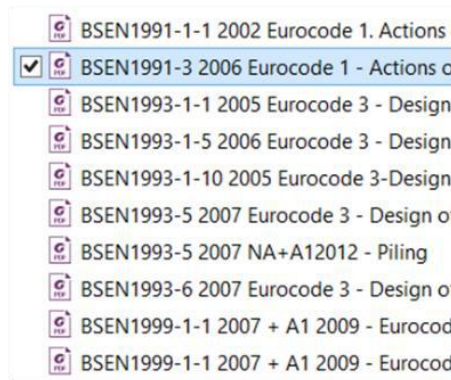 BSEN1991-1-1 2002 Eurocode 1. Actions
BSEN1991-3 2006 Eurocode 1 - Actions o
BSEN1993-1-1 2005 Eurocode 3 - Design
BSEN1993-1-5 2006 Eurocode 3 - Design
BSEN1993-1-10 2005 Eurocode 3-Design
BSEN1993-5 2007 Eurocode 3 - Design of
BSEN1993-5 2007 NA+A12012 - Piling
BSEN1993-6 2007 Eurocode 3 - Design of
BSEN1999-1-1 2007 + A1 2009 - Eurocod
BSEN1999-1-1 2007 + A1 2009 - Eurocod